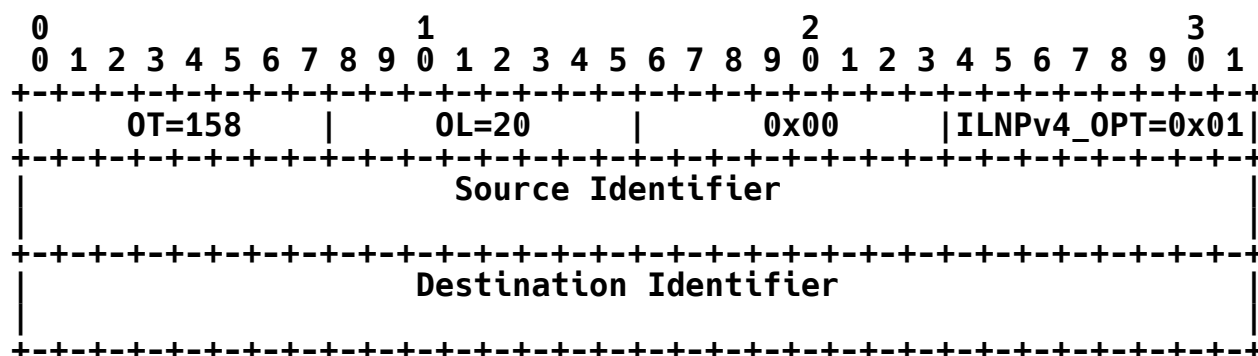 0                   1                   2                   3
 0 1 2 3 4 5 6 7 8 9 0 1 2 3 4 5 6 7 8 9 0 1 2 3 4 5 6 7 8 9 0 1
+-+-+-+-+-+-+-+-+-+-+-+-+-+-+-+-+-+-+-+-+-+-+-+-+-+-+-+-+-+-+-+-+
|     OT=158    |     OL=20     |      0x00     |ILNPv4_OPT=0x01|
+-+-+-+-+-+-+-+-+-+-+-+-+-+-+-+-+-+-+-+-+-+-+-+-+-+-+-+-+-+-+-+-+
|                      Source Identifier                        |
|                                                               |
+-+-+-+-+-+-+-+-+-+-+-+-+-+-+-+-+-+-+-+-+-+-+-+-+-+-+-+-+-+-+-+-+
|                    Destination Identifier                     |
|                                                               |
+-+-+-+-+-+-+-+-+-+-+-+-+-+-+-+-+-+-+-+-+-+-+-+-+-+-+-+-+-+-+-+-+